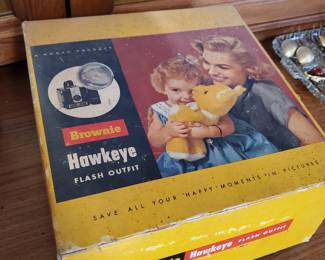 A KODAK PRODUCT
Brownie
Hawkeye
FLASH OUTFIT
SAVE ALL YOUR "HAPPY-MOMENTS" IN PICTURES
Hawkeye FLASH OUTFIT